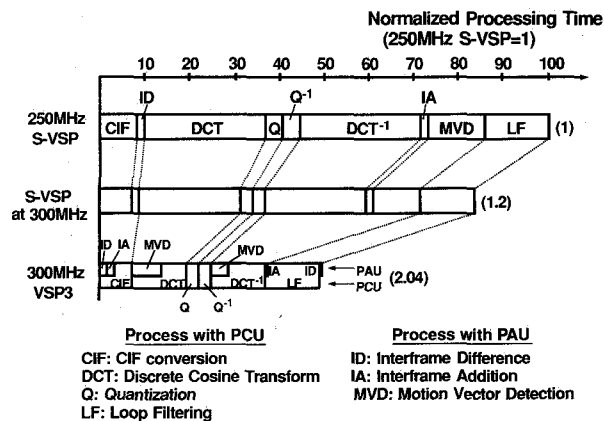 Normalized Processing Time
(250MHz S-VSP=1)
10 20 30 40 50 60 70 80 90 100
ID Q-1 IA
250MHz
S-VSP
CIF DCT Q DCT-1 MVD LF (1)
S-VSP
at 300MHz
(1.2)
300MHz
VSP3
ID IA MVD MVD
IA ID PAU
CIF DCT DCT-1 LF PCU
(2.04)
Q Q-1
Process with PCU
CIF: CIF conversion
DCT: Discrete Cosine Transform
Q: Quantization
LF: Loop Filtering
Process with PAU
ID: Interframe Difference
IA: Interframe Addition
MVD: Motion Vector Detection